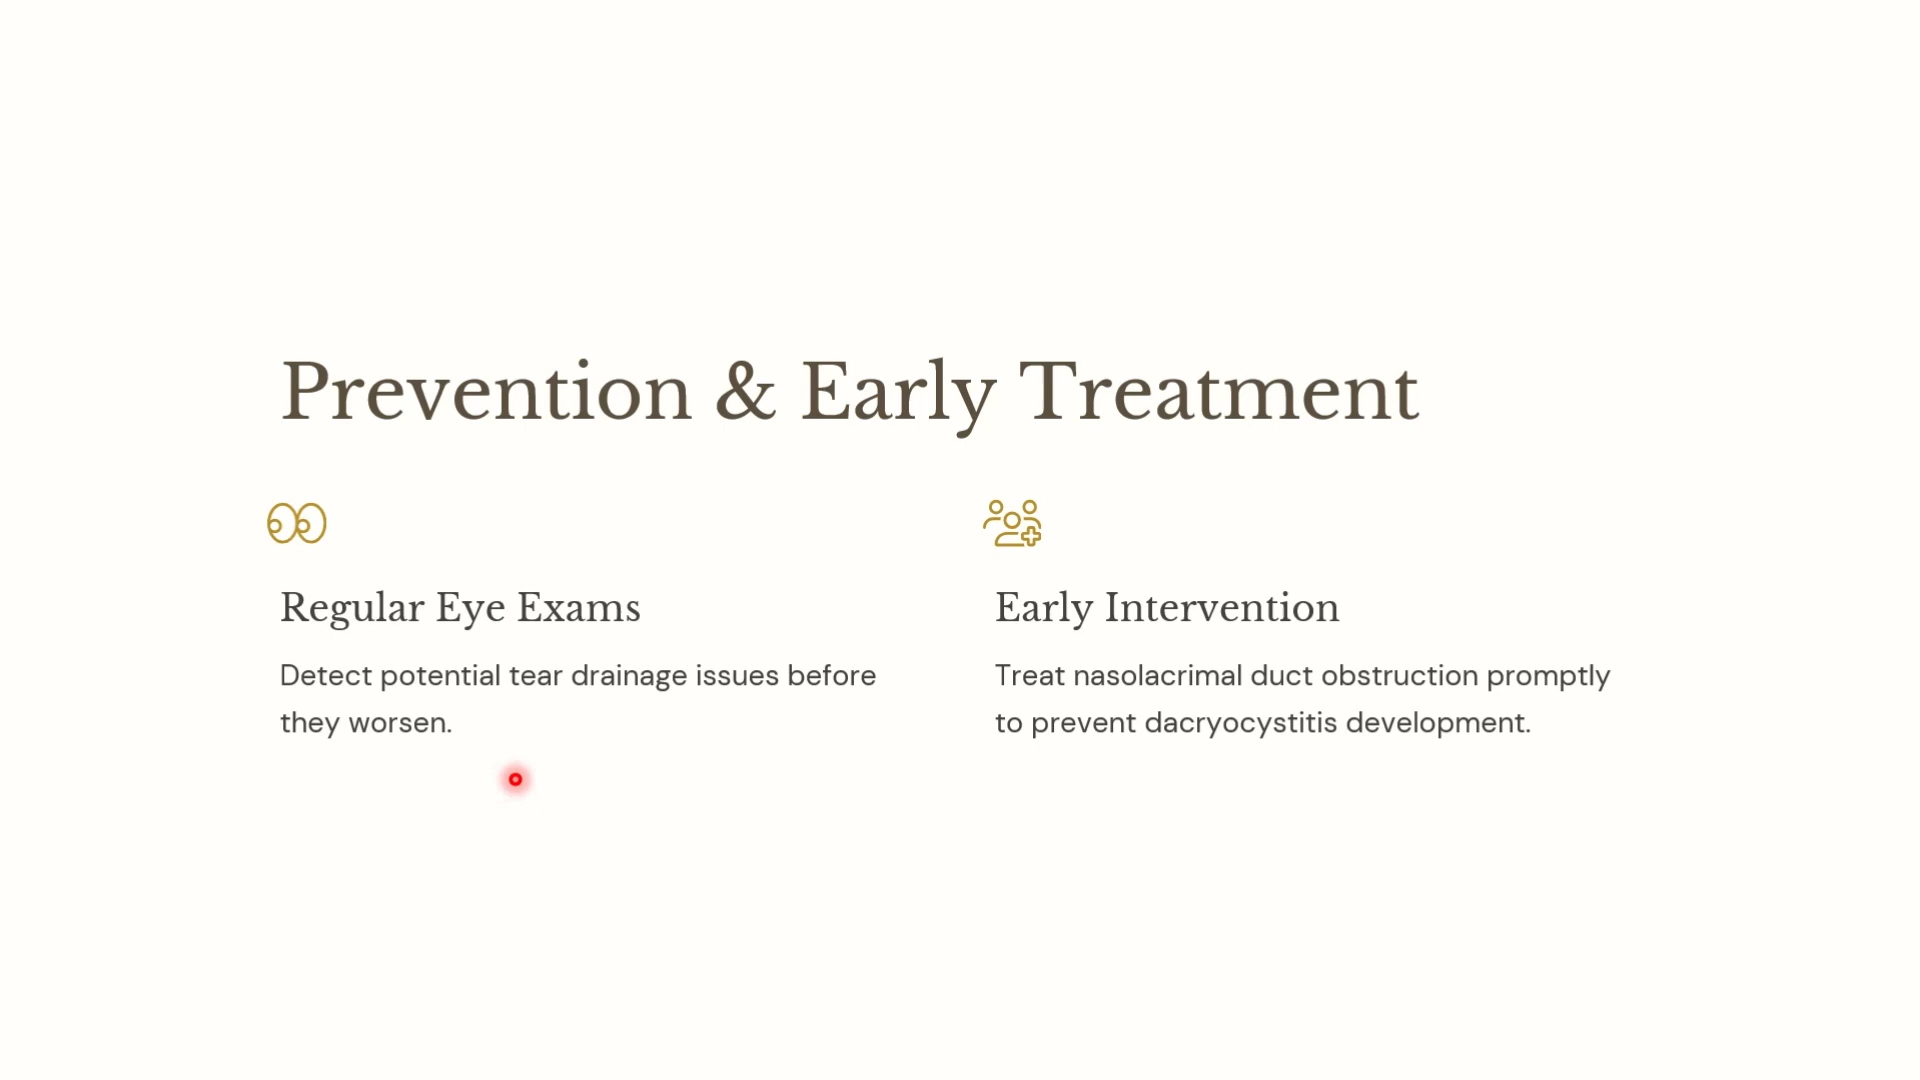 Prevention & Early Treatment
Regular Eye Exams
Detect potential tear drainage issues before
they worsen.
Early Intervention
Treat nasolacrimal duct obstruction promptly
to prevent dacryocystitis development.